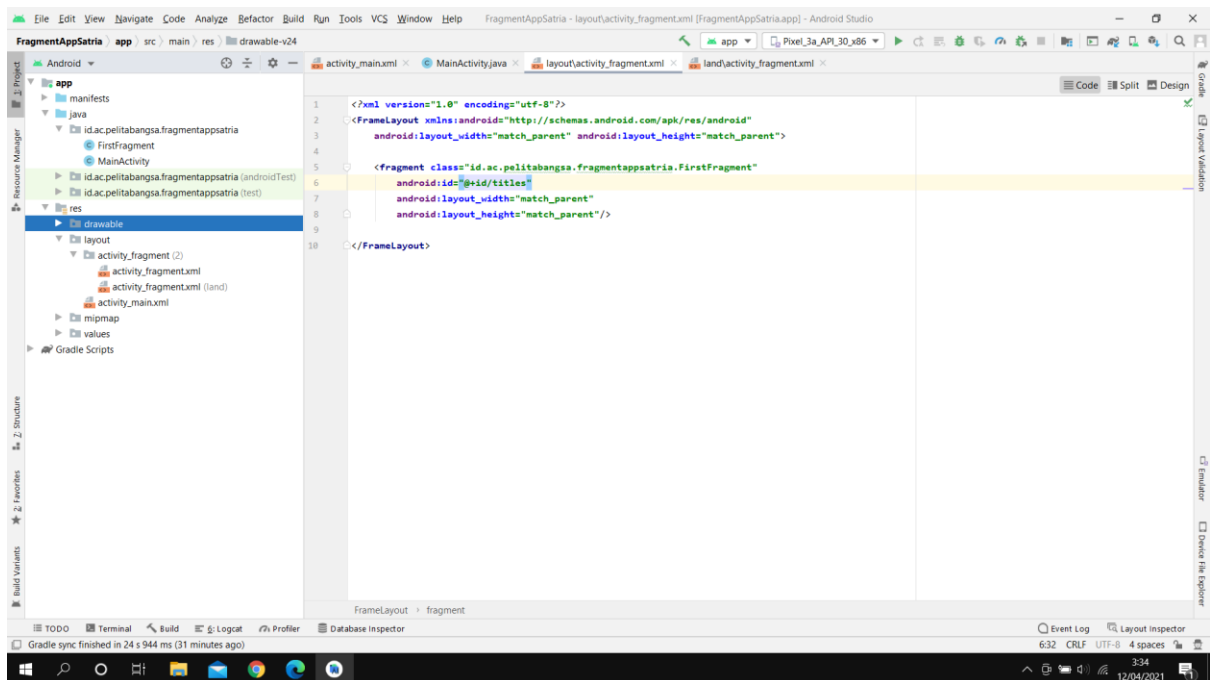 File Edit View Navigate Code Analyze Refactor Build Run Tools VCS Window Help FragmentAppSatria - layout\activity_fragment.xml [FragmentAppSatria.app] - Android Studio
FragmentAppSatria app src main res drawable-v24 app Pixel_3a_API_30_x86
Android activity_main.xml MainActivity.java layout\activity_fragment.xml land\activity_fragment.xml
Code Split Design
app
manifests
java
id.ac.pelitabangsa.fragmentappsatria
FirstFragment
MainActivity
id.ac.pelitabangsa.fragmentappsatria (androidTest)
id.ac.pelitabangsa.fragmentappsatria (test)
res
drawable
layout
activity_fragment (2)
activity_fragment.xml
activity_fragment.xml (land)
activity_main.xml
mipmap
values
Gradle Scripts
1 <?xml version="1.0" encoding="utf-8"?>
2 <FrameLayout xmlns:android="http://schemas.android.com/apk/res/android"
3 android:layout_width="match_parent" android:layout_height="match_parent">
4
5 <fragment class="id.ac.pelitabangsa.fragmentappsatria.FirstFragment"
6 android:id="@+id/titles"
7 android:layout_width="match_parent"
8 android:layout_height="match_parent"/>
9
10 </FrameLayout>
1: Project
Resource Manager
Z: Structure
2: Favorites
Build Variants
Gradle
Layout Validation
Emulator
Device File Explorer
FrameLayout fragment
TODO Terminal Build 6: Logcat Profiler Database Inspector Event Log Layout Inspector
Gradle sync finished in 24 s 944 ms (31 minutes ago) 6:32 CRLF UTF-8 4 spaces
3:34
12/04/2021